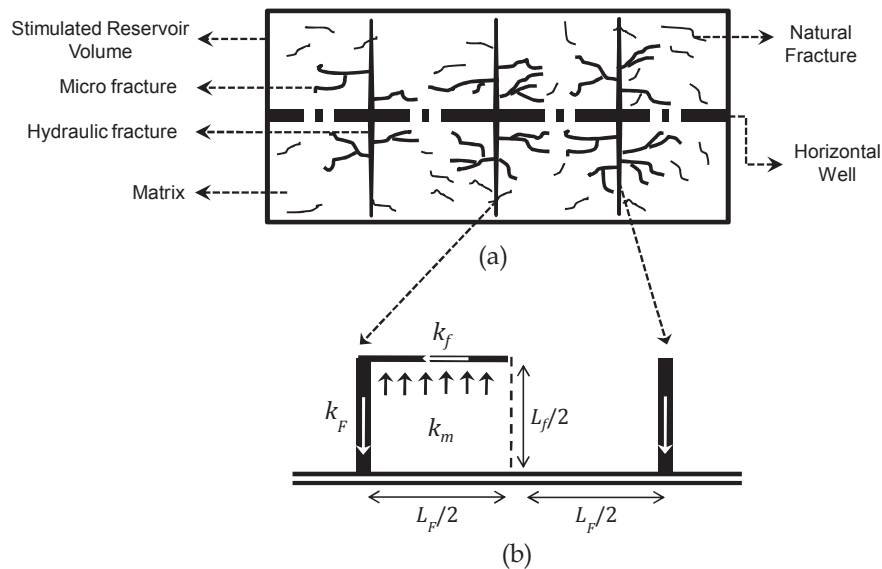 Stimulated Reservoir
Volume
Micro fracture
Hydraulic fracture
Matrix
Natural
Fracture
Horizontal
Well
(a)
k_f
k_F
k_m
L_f/2
L_F/2
L_F/2
(b)